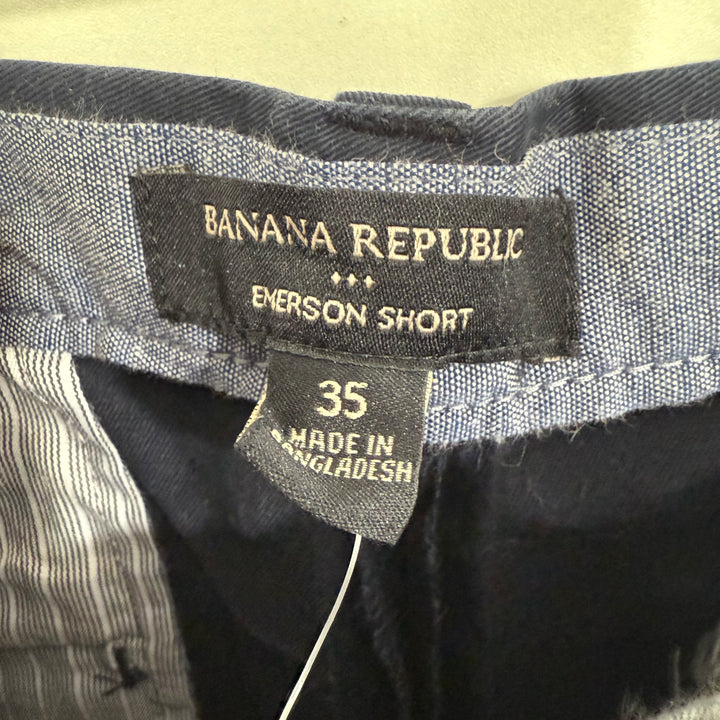 BANANA REPUBLIC
EMERSON SHORT
35
MADE IN
BANGLADESH